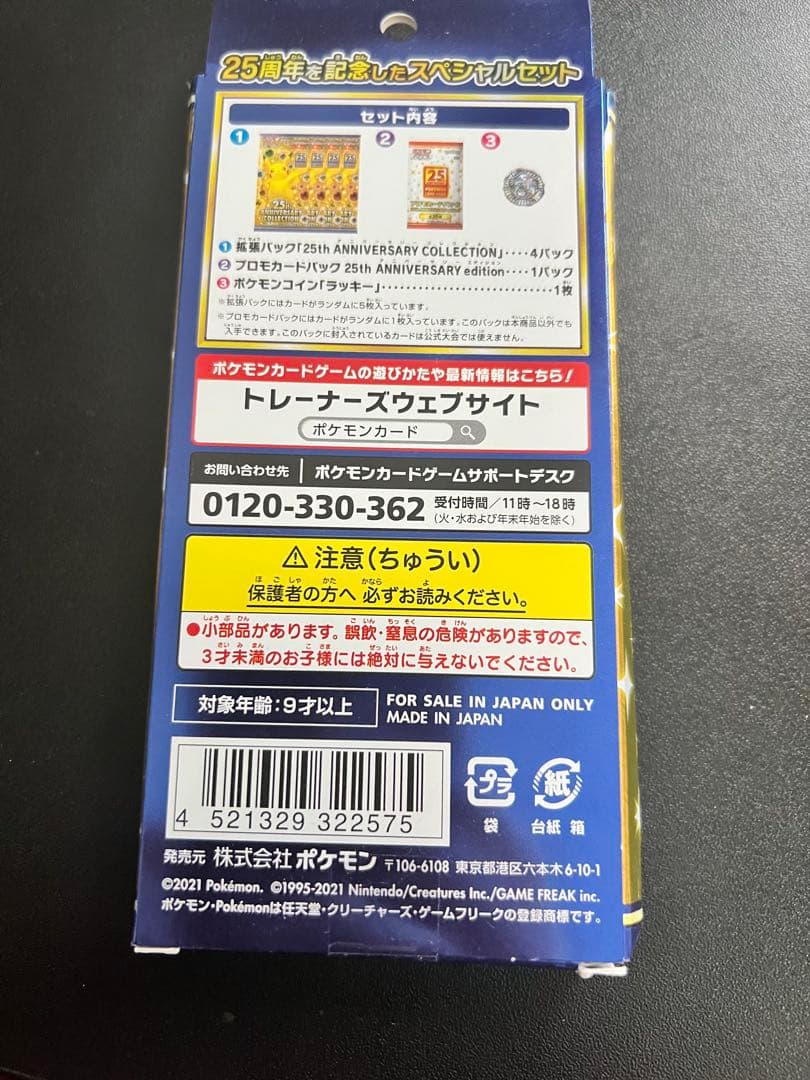 25周年を記念したスペシャルセット
セット内容
1 2 3
25th ANNIVERSARY COLLECTION
25
1 拡張パック「25th ANNIVERSARY COLLECTION」‥‥4パック
2 プロモカードパック 25th ANNIVERSARY edition‥‥1パック
3 ポケモンコイン「ラッキー」‥‥‥‥‥‥‥‥‥‥‥1枚
※拡張パックにはカードがランダムに5枚入っています。
※プロモカードパックにはカードがランダムに1枚入っています。このパックは本商品以外でも
入手できます。このパックに封入されているカードは公式大会では使えません。
ポケモンカードゲームの遊びかたや最新情報はこちら!
トレーナーズウェブサイト
ポケモンカード
お問い合わせ先 ポケモンカードゲームサポートデスク
0120-330-362 受付時間/11時~18時
(火・水および年末年始を除く)
⚠注意(ちゅうい)
保護者の方へ 必ずお読みください。
●小部品があります。誤飲・窒息の危険がありますので、
3才未満のお子様には絶対に与えないでください。
対象年齢:9才以上 FOR SALE IN JAPAN ONLY
MADE IN JAPAN
プラ 紙
袋 台紙 箱
4 521329 322575
発売元 株式会社 ポケモン 〒106-6108 東京都港区六本木6-10-1
©2021 Pokémon. ©1995-2021 Nintendo/Creatures Inc./GAME FREAK inc.
ポケモン・Pokémonは任天堂・クリーチャーズ・ゲームフリークの登録商標です。